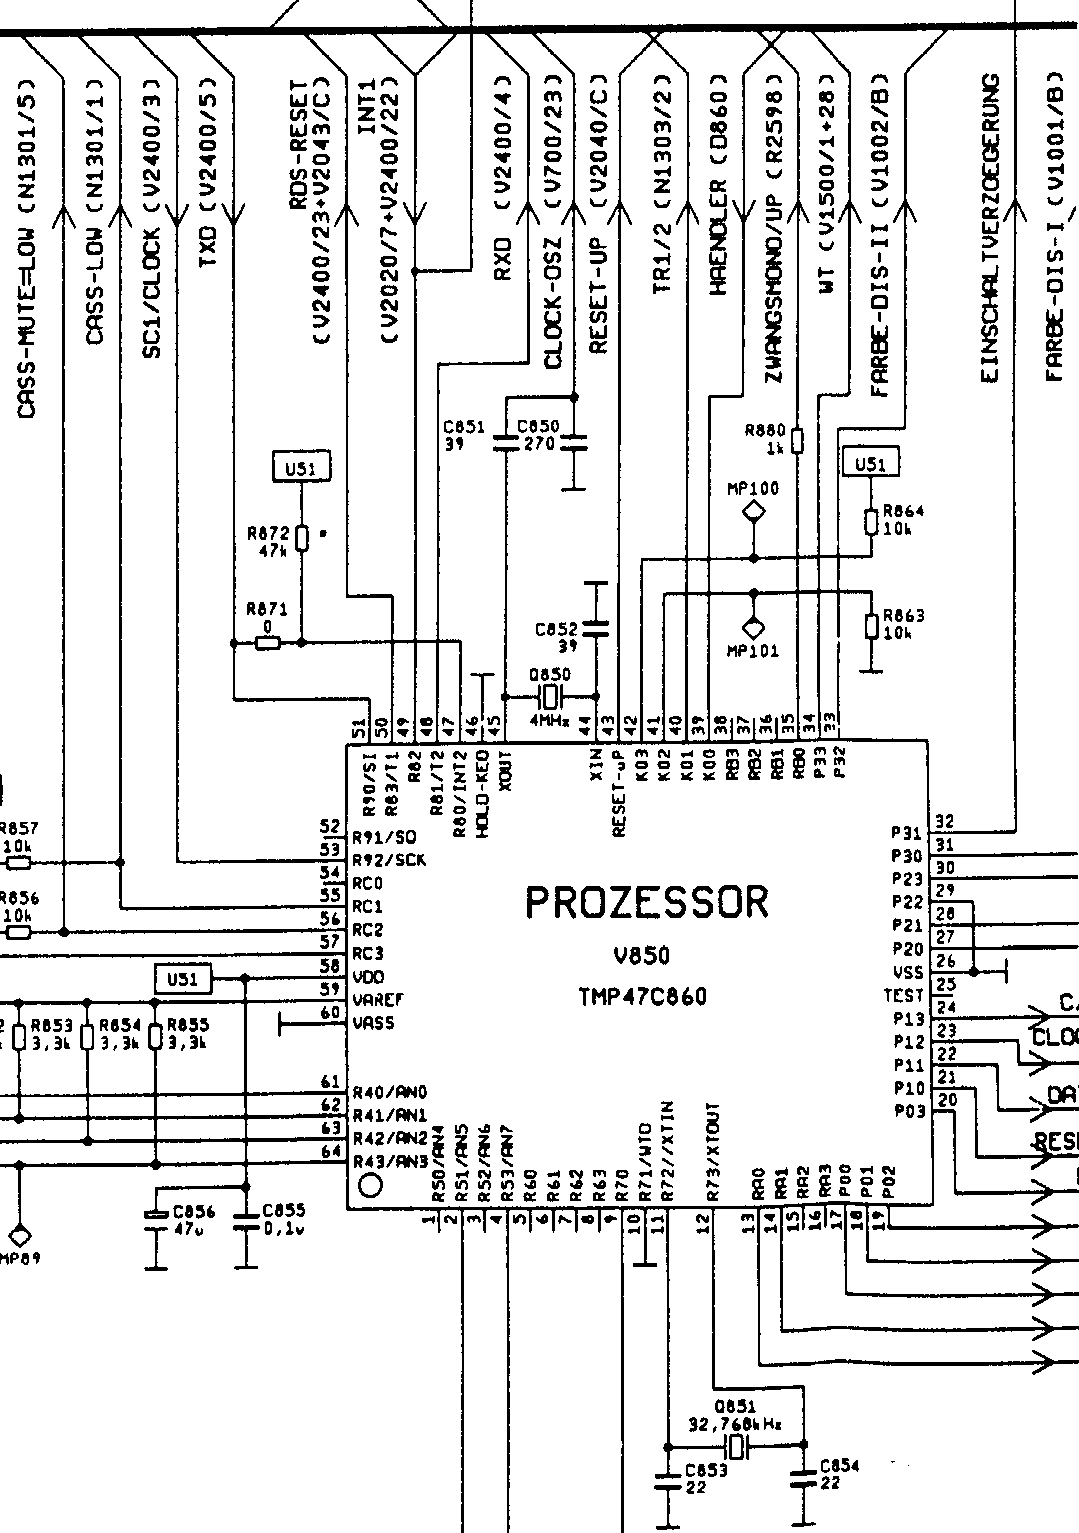 CASS-MUTE=LOW (N1301/5)
CASS-LOW (N1301/1)
SC1/CLOCK (V2400/3)
TXD (V2400/5)
RDS-RESET
(V2400/23+V2043/C)
INT1
(V2020/7+V2400/22)
RXD (V2400/4)
CLOCK-OSZ (V700/23)
RESET-UP (V2040/C)
TR1/2 (N1303/2)
HAENDLER (D860)
ZWANGSMONO/UP (R2598)
WT (V1500/1+28)
FARBE-DIS-II (V1002/B)
EINSCHALTVERZOEGERUNG
FARBE-DIS-I (V1001/B)
C851
39
C850
270
R880
1k
U51
U51
MP100
R864
10k
R872
47k
R871
0
C852
39
R863
10k
MP101
Q850
4MHz
51 50 49 48 47 46 45 44 43 42 41 40 39 38 37 36 35 34 33
R90/SI
R83/T1
R82
R81/T2
R80/INT2
HOLD-KE0
XOUT
XIN
RESET-uP
K03
K02
K01
K00
RB3
RB2
RB1
RB0
P33
P32
R857
10k
R856
10k
52 R91/SO
53 R92/SCK
54 RC0
55 RC1
56 RC2
57 RC3
58 VDD
59 VAREF
60 VASS
61 R40/AN0
62 R41/AN1
63 R42/AN2
64 R43/AN3
U51
R853
3,3k
R854
3,3k
R855
3,3k
PROZESSOR
V850
TMP47C860
P31 32
P30 31
P23 30
P22 29
P21 28
P20 27
VSS 26
TEST 25
P13 24
P12 23
P11 22
P10 21
P03 20
R50/AN4
R51/AN5
R52/AN6
R53/AN7
R60
R61
R62
R63
R70
R71/WTO
R72//XTIN
R73/XTOUT
RA0
RA1
RA2
RA3
P00
P01
P02
1 2 3 4 5 6 7 8 9 10 11 12 13 14 15 16 17 18 19
C856
47u
C855
0,1u
MP89
Q851
32,768kHz
C853
22
C854
22